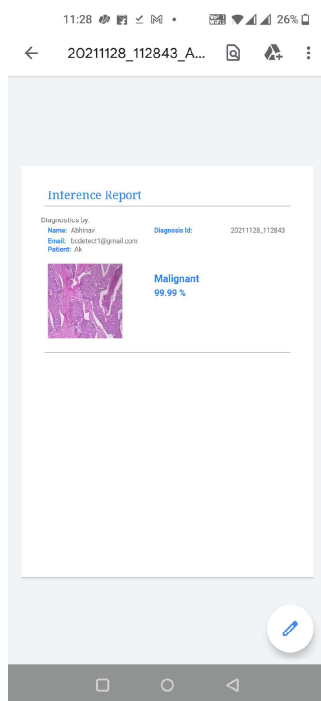 11:28 26%
20211128_112843_A...
Inference Report
Diagnostics by:
Name: Abhinav Diagnosis Id: 20211128_112843
Email: bcdetect1@gmail.com
Patient: Ak
Malignant
99.99 %